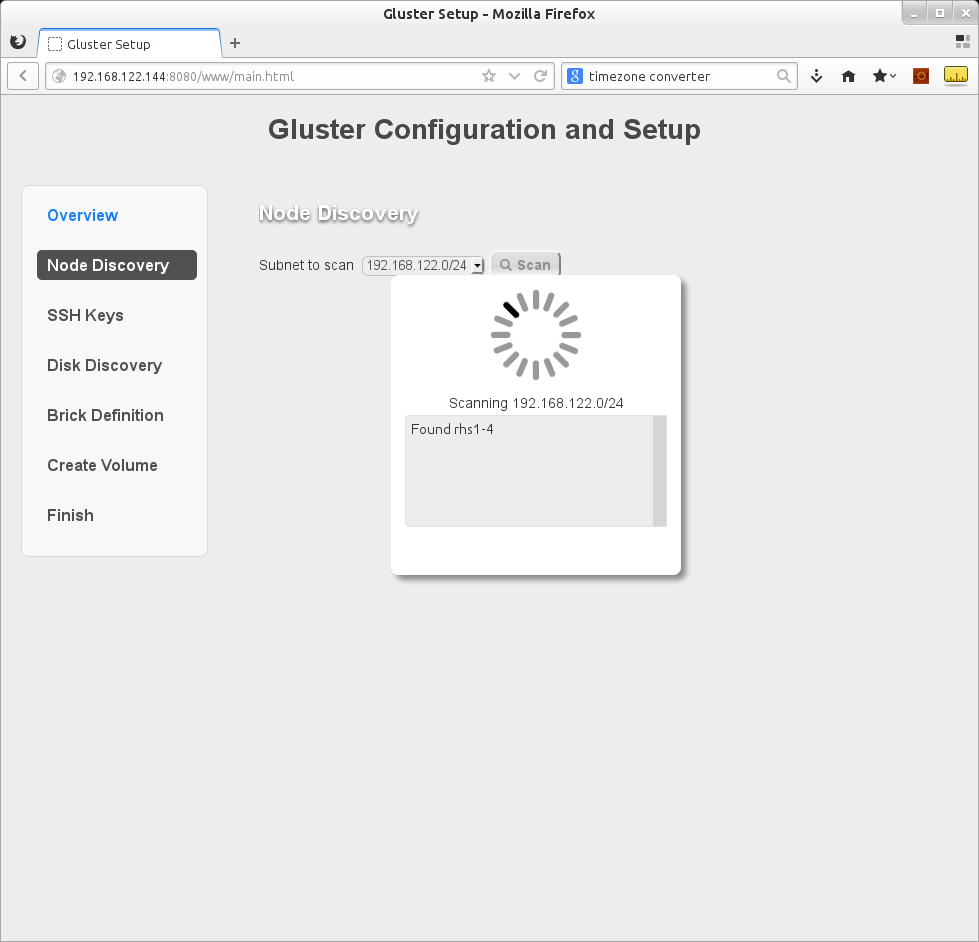 Gluster Setup - Mozilla Firefox
Gluster Setup
192.168.122.144:8080/www/main.html
timezone converter
Gluster Configuration and Setup
Overview
Node Discovery
SSH Keys
Disk Discovery
Brick Definition
Create Volume
Finish
Node Discovery
Subnet to scan 192.168.122.0/24 Scan
Scanning 192.168.122.0/24
Found rhs1-4